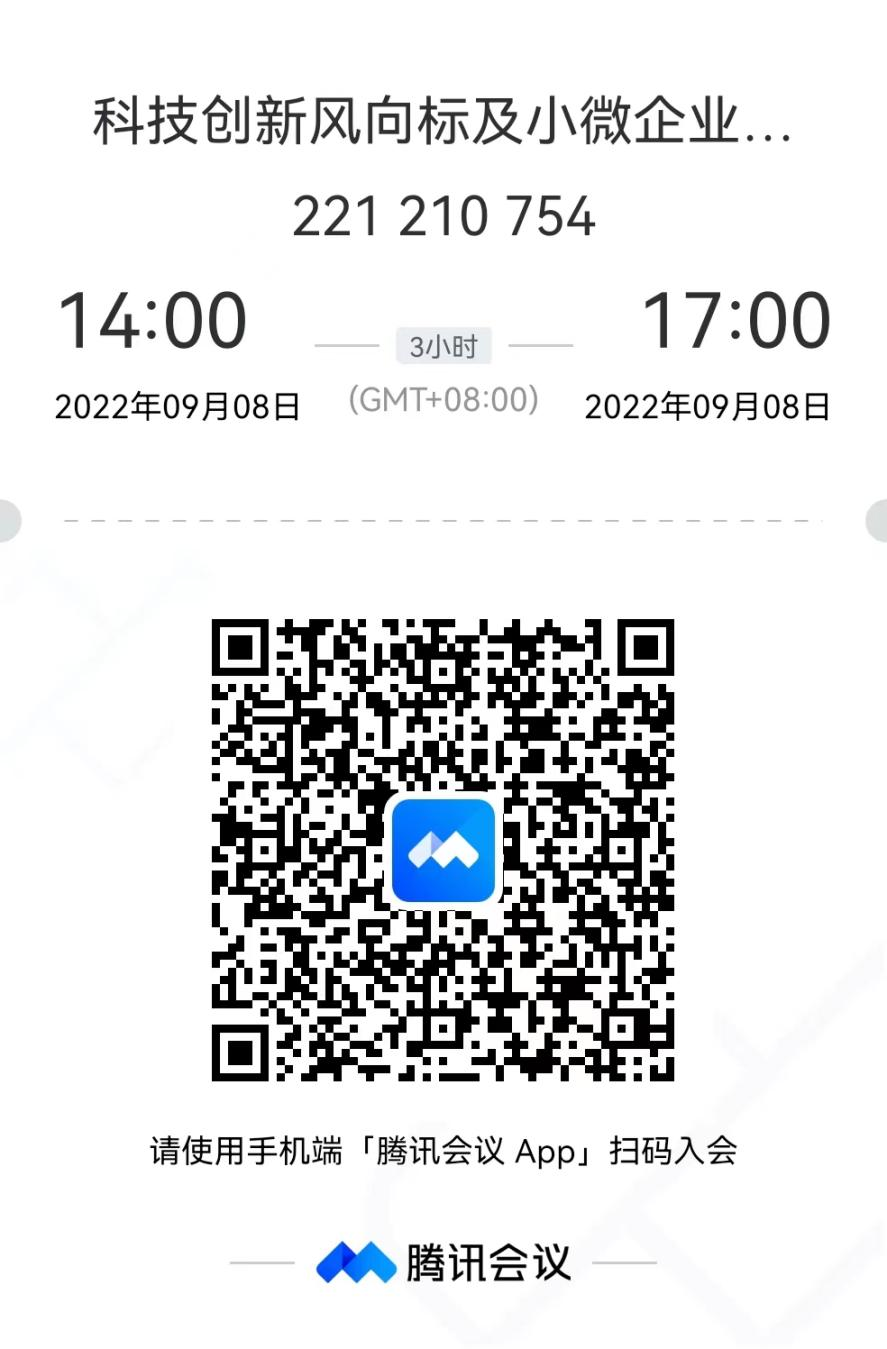 科技创新风向标及小微企业...
221 210 754
14:00
3小时
17:00
2022年09月08日
(GMT+08:00)
2022年09月08日
请使用手机端「腾讯会议 App」扫码入会
腾讯会议